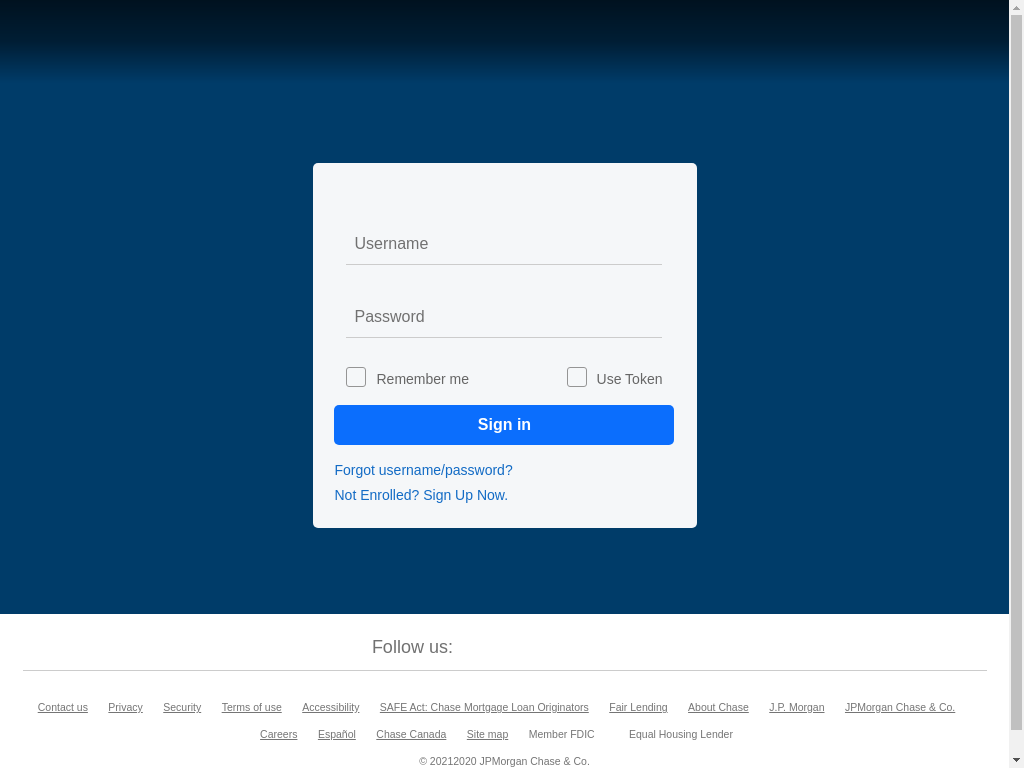 Username
Password
Remember me Use Token
Sign in
Forgot username/password?
Not Enrolled? Sign Up Now.
Follow us:
Contact us Privacy Security Terms of use Accessibility SAFE Act: Chase Mortgage Loan Originators Fair Lending About Chase J.P. Morgan JPMorgan Chase & Co.
Careers Español Chase Canada Site map Member FDIC Equal Housing Lender
© 20212020 JPMorgan Chase & Co.